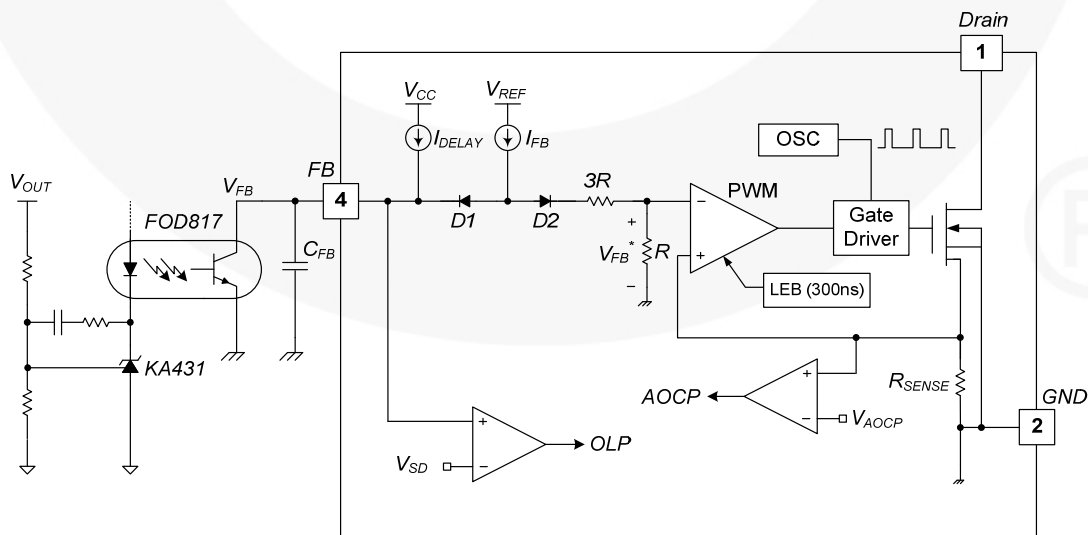 Drain
1
V_CC
V_REF
I_DELAY
I_FB
OSC
FB
4
V_OUT
V_FB
FOD817
3R
PWM
D1
D2
Gate
Driver
C_FB
+
V_FB*
R
−
−
+
LEB (300ns)
KA431
R_SENSE
GND
2
AOCP
+
−
V_AOCP
+
−
OLP
V_SD
R